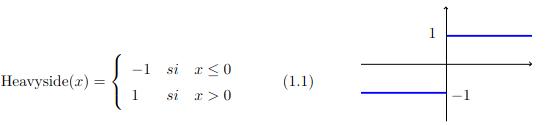 Heavyside(x) = { −1 si x ≤ 0
1 si x > 0 (1.1)
1
−1